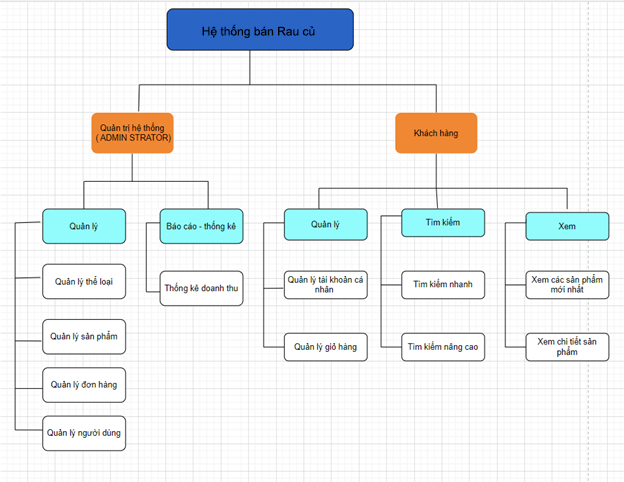 Hệ thống bán Rau củ
Quản trị hệ thống
( ADMIN STRATOR)
Khách hàng
Quản lý
Báo cáo - thống kê
Quản lý
Tìm kiếm
Xem
Quản lý thể loại
Thống kê doanh thu
Quản lý tài khoản cá
nhân
Tìm kiếm nhanh
Xem các sản phẩm
mới nhất
Quản lý sản phẩm
Quản lý giỏ hàng
Tìm kiếm nâng cao
Xem chi tiết sản
phẩm
Quản lý đơn hàng
Quản lý người dùng